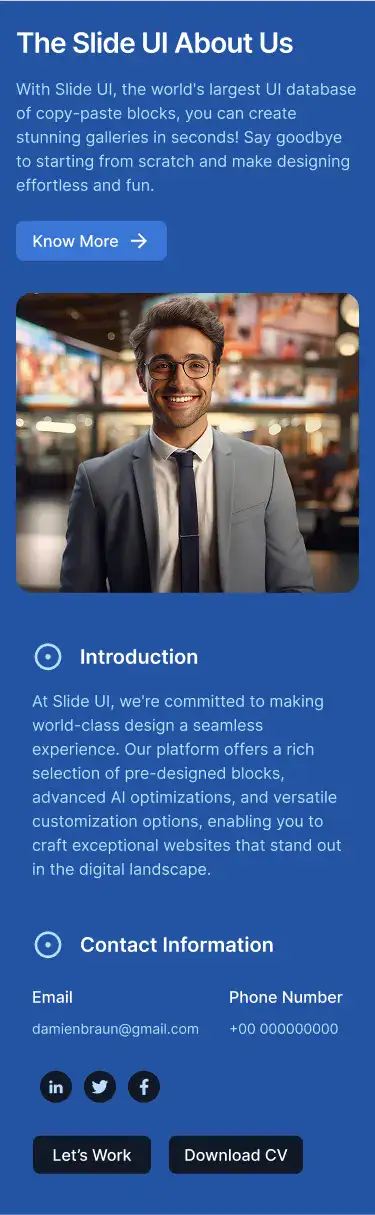 The Slide UI About Us
With Slide UI, the world's largest UI database
of copy-paste blocks, you can create
stunning galleries in seconds! Say goodbye
to starting from scratch and make designing
effortless and fun.
Know More
Introduction
At Slide UI, we're committed to making
world-class design a seamless
experience. Our platform offers a rich
selection of pre-designed blocks,
advanced AI optimizations, and versatile
customization options, enabling you to
craft exceptional websites that stand out
in the digital landscape.
Contact Information
Email
Phone Number
damienbraun@gmail.com
+00 000000000
in
f
Let's Work
Download CV